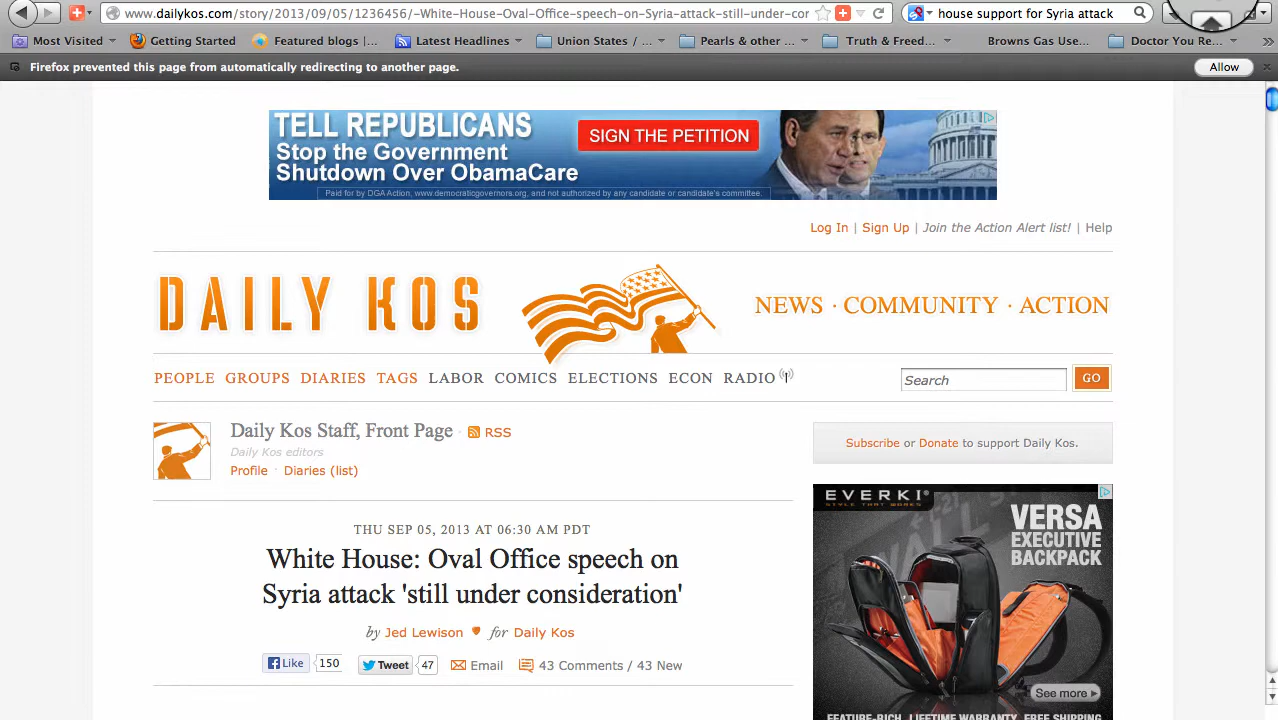 www.dailykos.com/story/2013/09/05/1236456/-White-House-Oval-Office-speech-on-Syria-attack-still-under-cor
house support for Syria attack
Most Visited
Getting Started
Featured blogs |...
Latest Headlines
Union States / ...
Pearls & other ...
Truth & Freed...
Browns Gas Use...
Doctor You Re...
Firefox prevented this page from automatically redirecting to another page.
Allow
TELL REPUBLICANS
Stop the Government
Shutdown Over ObamaCare
SIGN THE PETITION
Paid for by DGA Action, www.democraticgovernors.org, and not authorized by any candidate or candidate's committee.
Log In | Sign Up | Join the Action Alert list! | Help
DAILY KOS
NEWS · COMMUNITY · ACTION
PEOPLE GROUPS DIARIES TAGS LABOR COMICS ELECTIONS ECON RADIO
Search
GO
Daily Kos Staff, Front Page · RSS
Daily Kos editors
Profile · Diaries (list)
Subscribe or Donate to support Daily Kos.
THU SEP 05, 2013 AT 06:30 AM PDT
White House: Oval Office speech on
Syria attack 'still under consideration'
by Jed Lewison for Daily Kos
Like 150
Tweet 47
Email
43 Comments / 43 New
EVERKI®
STYLE THAT WORKS
VERSA
EXECUTIVE
BACKPACK
See more
FEATURE-RICH, LIFETIME WARRANTY, FREE SHIPPING